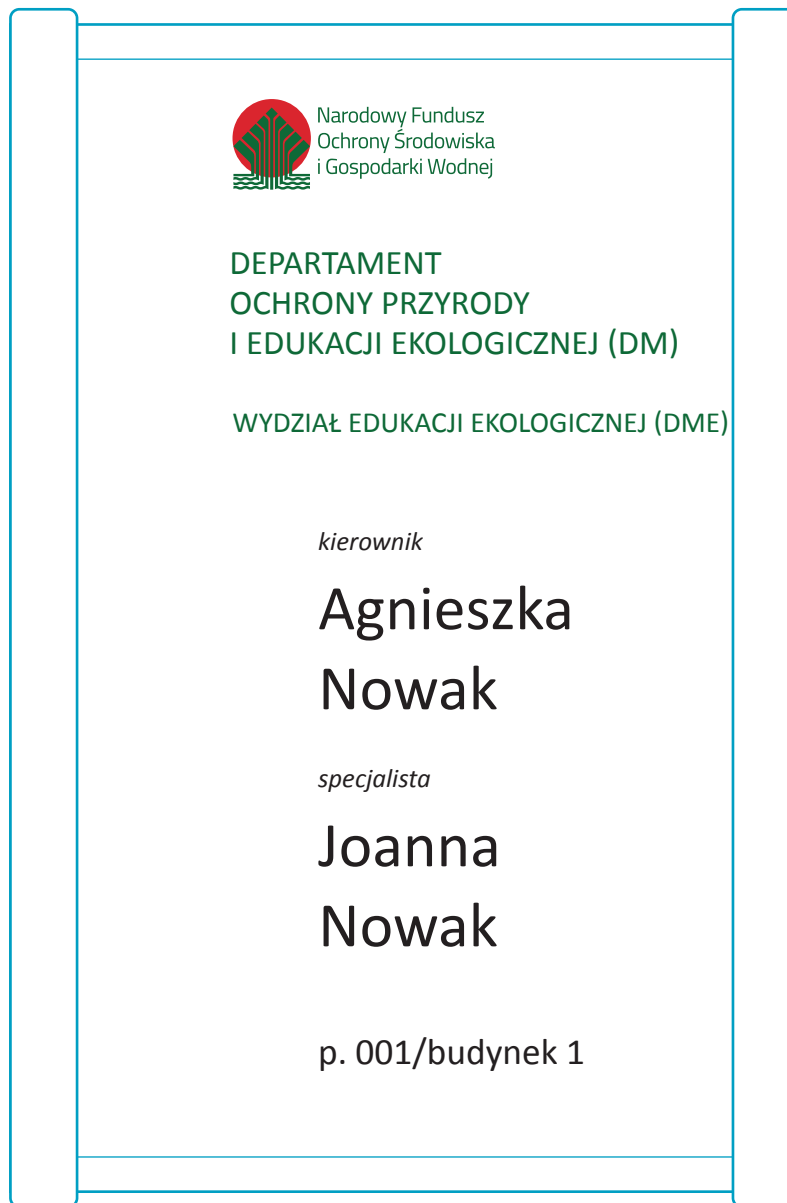 Narodowy Fundusz
Ochrony Środowiska
i Gospodarki Wodnej
DEPARTAMENT
OCHRONY PRZYRODY
I EDUKACJI EKOLOGICZNEJ (DM)
WYDZIAŁ EDUKACJI EKOLOGICZNEJ (DME)
kierownik
Agnieszka
Nowak
specjalista
Joanna
Nowak
p. 001/budynek 1